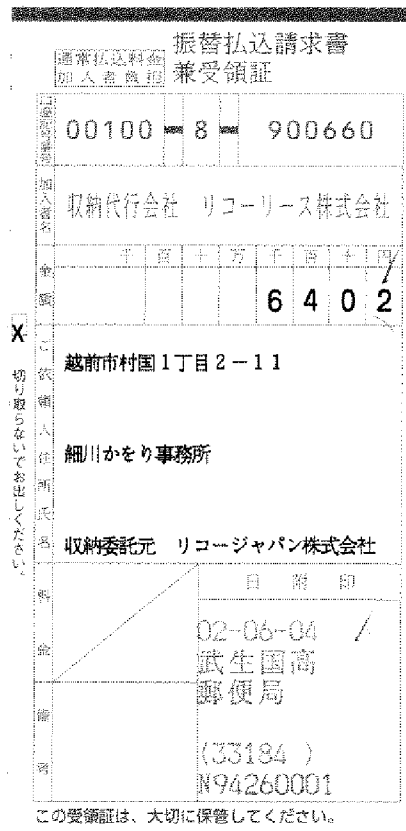 振替払込請求書
兼受領証
通常払込料金
加入者負担
口座記号番号
00100-8-900660
加入者名
収納代行会社 リコーリース株式会社
金額
千 百 十 万 千 百 十 円
6 4 0 2
ご依頼人住所氏名
越前市村国1丁目2-11
細川かをり事務所
収納委託元 リコージャパン株式会社
料金
備考
日附印
02-06-04
武生国高
郵便局
(33184 )
N94260001
X 切り取らないでお出しください。
この受領証は、大切に保管してください。